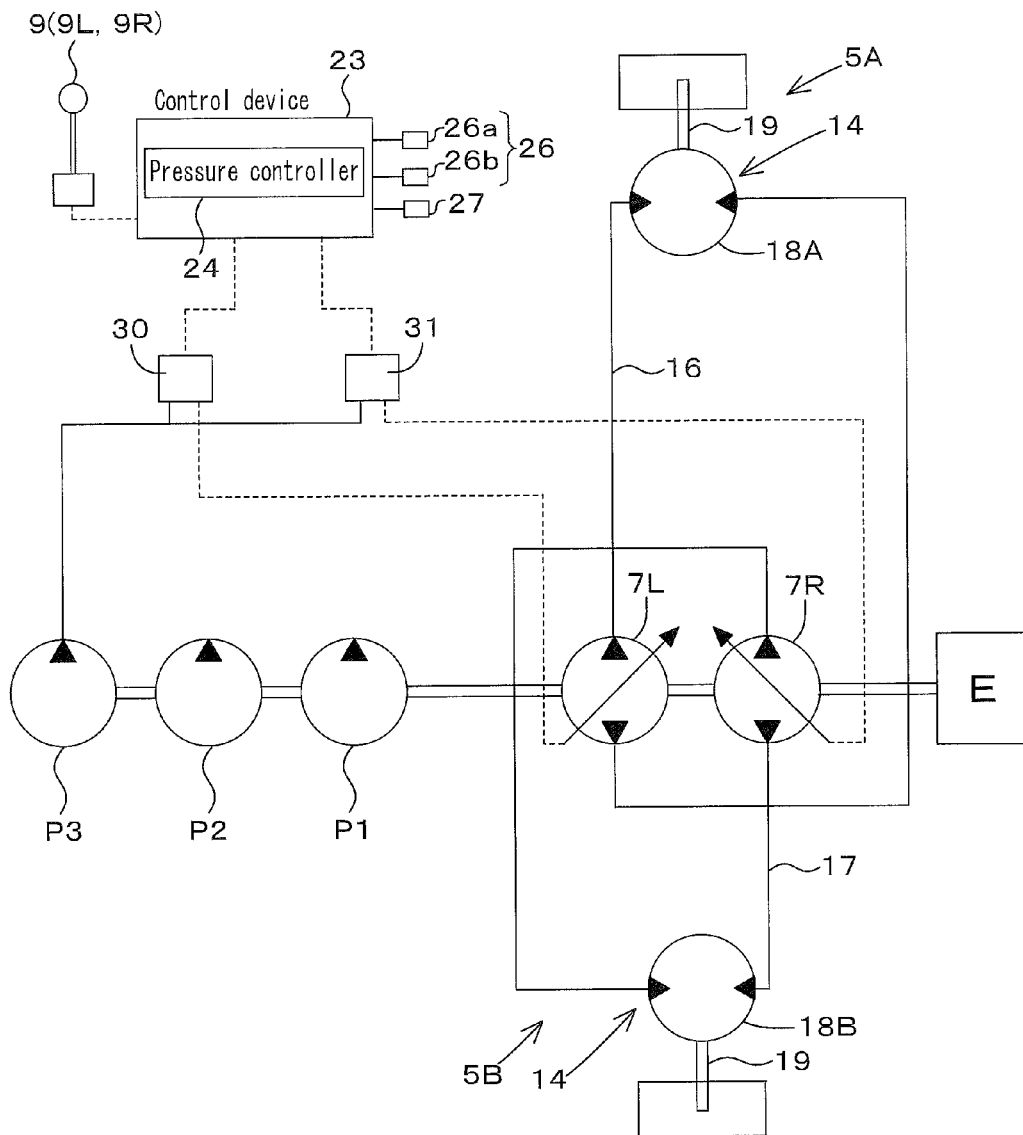 9(9L, 9R)
23
5A
Control device
26a
26
19
14
Pressure controller
26b
27
24
18A
30
31
16
7L
7R
E
P3
P2
P1
17
18B
5B
14
19